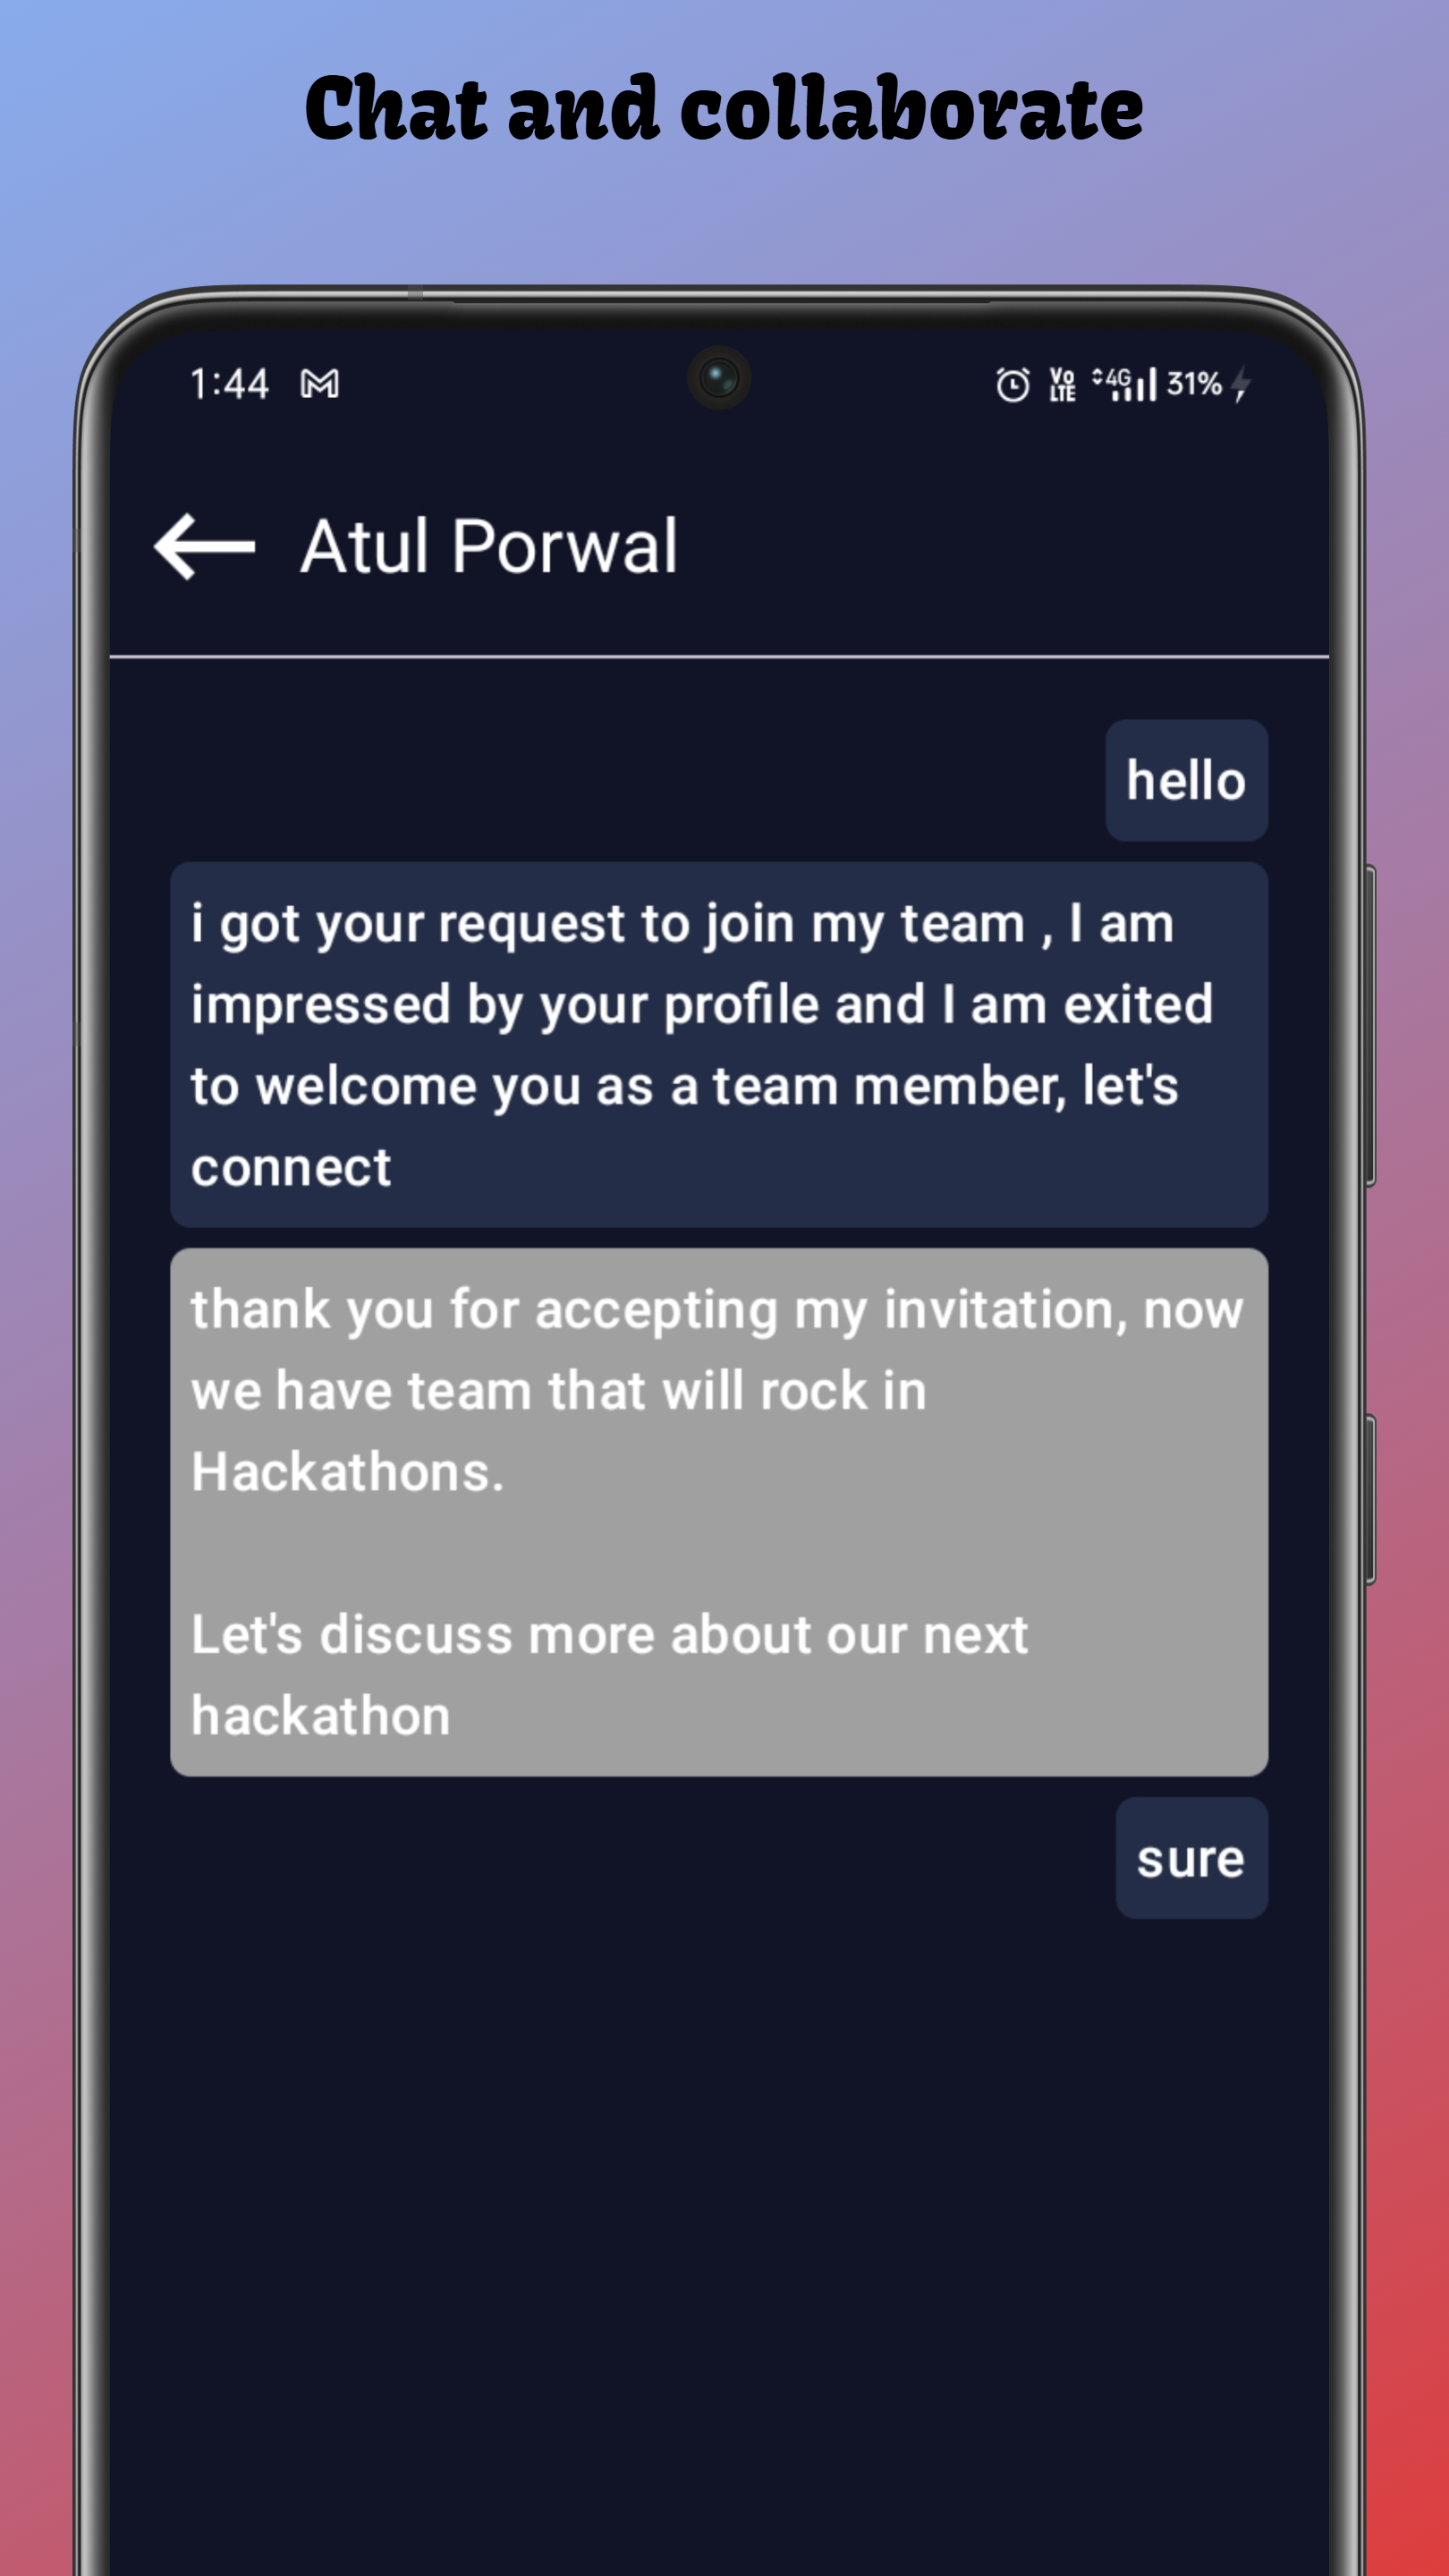 Chat and collaborate
1:44 VoLTE 4G 31%
Atul Porwal
hello
i got your request to join my team , I am
impressed by your profile and I am exited
to welcome you as a team member, let's
connect
thank you for accepting my invitation, now
we have team that will rock in
Hackathons.
Let's discuss more about our next
hackathon
sure